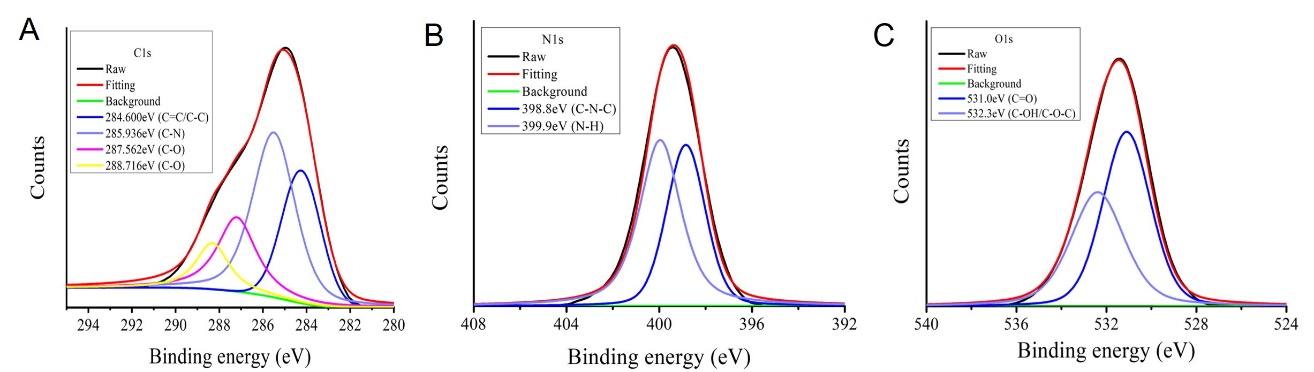 A
C1s
Raw
Fitting
Background
284.600eV (C=C/C-C)
285.936eV (C-N)
287.562eV (C-O)
288.716eV (C-O)
Counts
294 292 290 288 286 284 282 280
Binding energy (eV)
B
N1s
Raw
Fitting
Background
398.8eV (C-N-C)
399.9eV (N-H)
Counts
408 404 400 396 392
Binding energy (eV)
C
O1s
Raw
Fitting
Background
531.0eV (C=O)
532.3eV (C-OH/C-O-C)
Counts
540 536 532 528 524
Binding energy (eV)